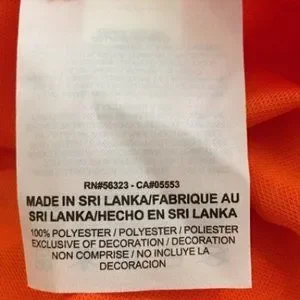 RN#56323 - CA#05553
MADE IN SRI LANKA/FABRIQUE AU
SRI LANKA/HECHO EN SRI LANKA
100% POLYESTER / POLYESTER / POLIESTER
EXCLUSIVE OF DECORATION / DECORATION
NON COMPRISE / NO INCLUYE LA
DECORACION